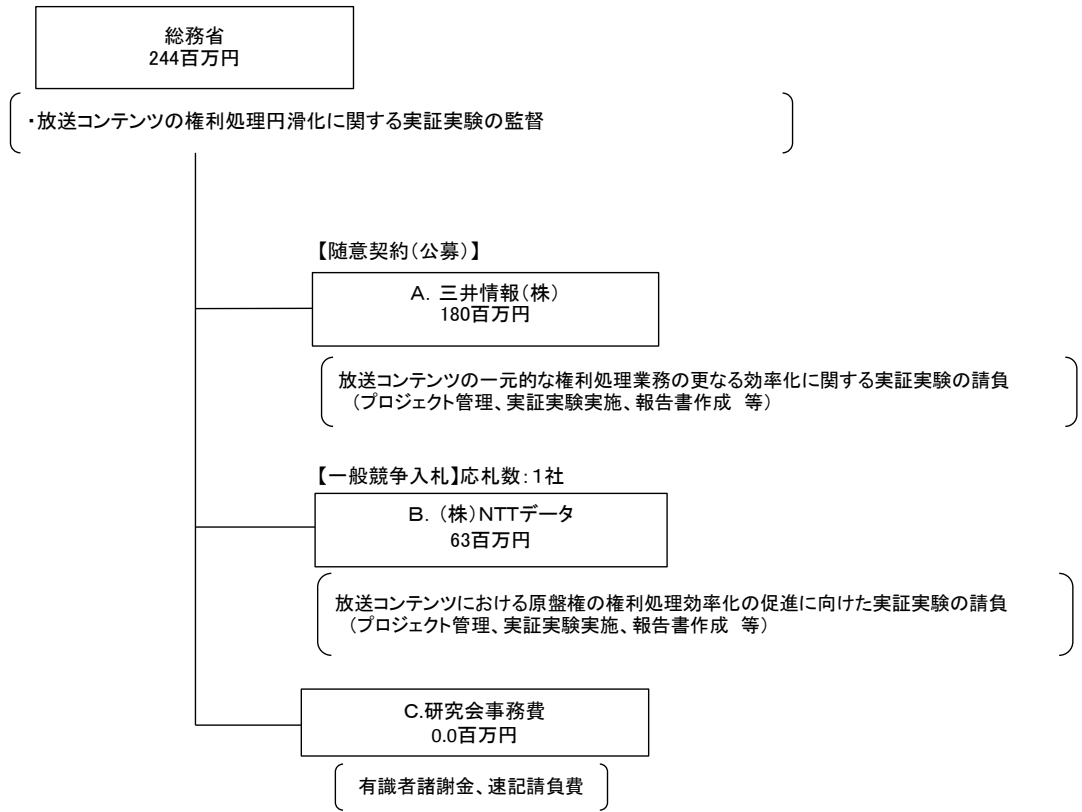 総務省
244百万円
・放送コンテンツの権利処理円滑化に関する実証実験の監督
【随意契約(公募)】
A．三井情報(株)
180百万円
放送コンテンツの一元的な権利処理業務の更なる効率化に関する実証実験の請負
（プロジェクト管理、実証実験実施、報告書作成　等）
【一般競争入札】応札数：1社
B．（株）NTTデータ
63百万円
放送コンテンツにおける原盤権の権利処理効率化の促進に向けた実証実験の請負
（プロジェクト管理、実証実験実施、報告書作成　等）
C.研究会事務費
0.0百万円
有識者諸謝金、速記請負費